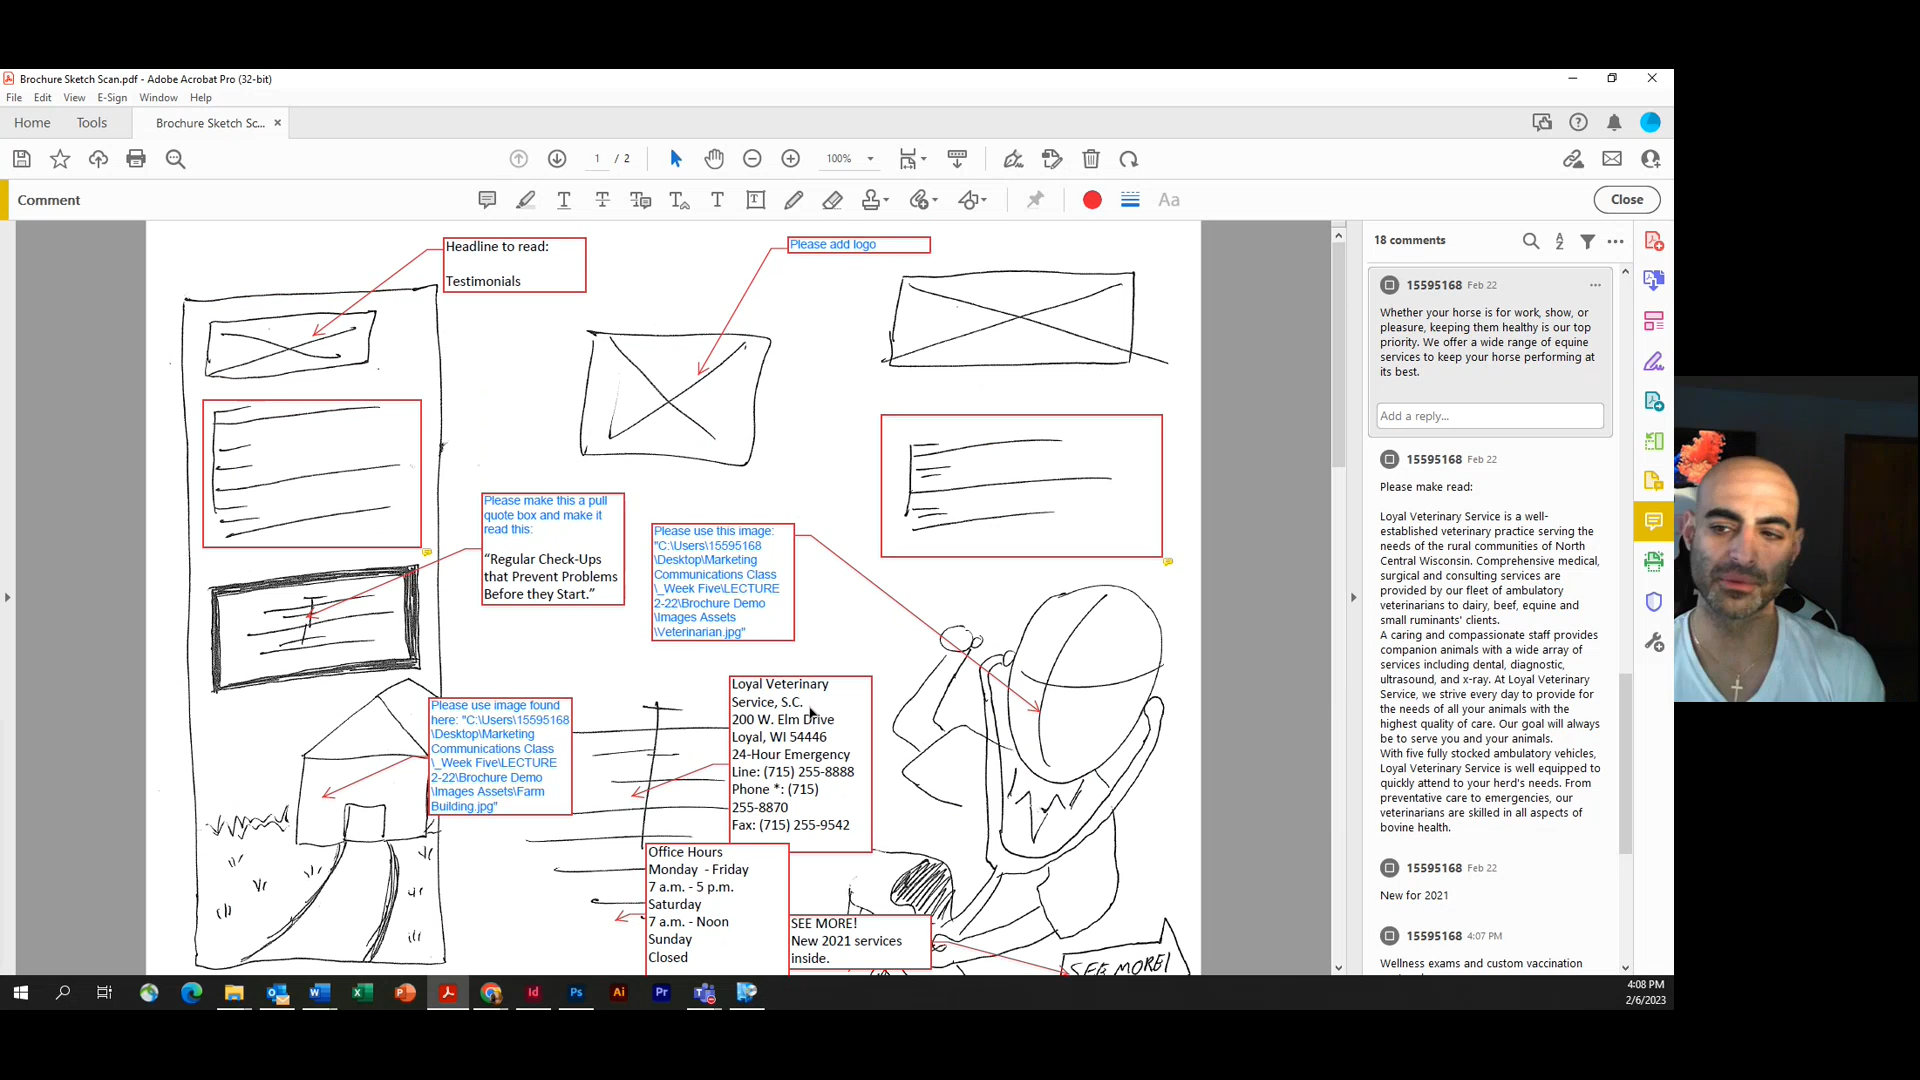 Brochure Sketch Scan.pdf - Adobe Acrobat Pro (32-bit)
File Edit View E-Sign Window Help
Home Tools Brochure Sketch Sc... ×
1 / 2 100%
Comment
Aa
Close
Headline to read:
Testimonials
Please add logo
Please make this a pull
quote box and make it
read this:
“Regular Check-Ups
that Prevent Problems
Before they Start.”
Please use this image:
"C:\Users\15595168
\Desktop\Marketing
Communications Class
\_Week Five\LECTURE
2-22\Brochure Demo
\Images Assets
\Veterinarian.jpg"
Please use image found
here: "C:\Users\15595168
\Desktop\Marketing
Communications Class
\_Week Five\LECTURE
2-22\Brochure Demo
\Images Assets\Farm
Building.jpg"
Loyal Veterinary
Service, S.C.
200 W. Elm Drive
Loyal, WI 54446
24-Hour Emergency
Line: (715) 255-8888
Phone *: (715)
255-8870
Fax: (715) 255-9542
Office Hours
Monday - Friday
7 a.m. - 5 p.m.
Saturday
7 a.m. - Noon
Sunday
Closed
SEE MORE!
New 2021 services
inside.
SEE MORE!
18 comments
15595168 Feb 22
Whether your horse is for work, show, or
pleasure, keeping them healthy is our top
priority. We offer a wide range of equine
services to keep your horse performing at
its best.
Add a reply...
15595168 Feb 22
Please make read:
Loyal Veterinary Service is a well-
established veterinary practice serving the
needs of the rural communities of North
Central Wisconsin. Comprehensive medical,
surgical and consulting services are
provided by our fleet of ambulatory
veterinarians to dairy, beef, equine and
small ruminants' clients.
A caring and compassionate staff provides
companion animals with a wide array of
services including dental, diagnostic,
ultrasound, and x-ray. At Loyal Veterinary
Service, we strive every day to provide for
the needs of all your animals with the
highest quality of care. Our goal will always
be to serve you and your animals.
With five fully stocked ambulatory vehicles,
Loyal Veterinary Service is well equipped to
quickly attend to your herd's needs. From
preventative care to emergencies, our
veterinarians are skilled in all aspects of
bovine health.
15595168 Feb 22
New for 2021
15595168 4:07 PM
Wellness exams and custom vaccination
4:08 PM
2/6/2023